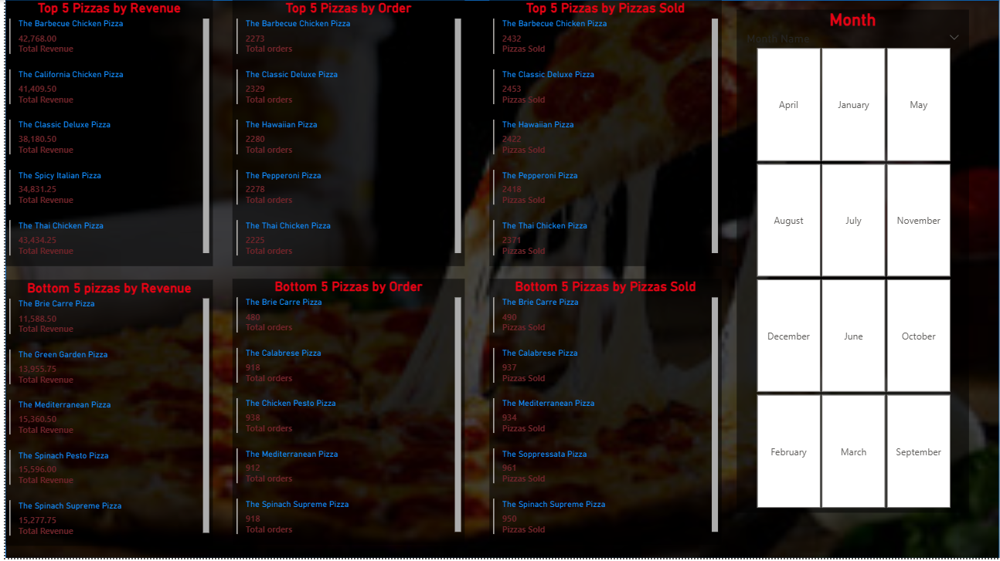 Top 5 Pizzas by Revenue
The Barbecue Chicken Pizza
42,768.00
Total Revenue
The California Chicken Pizza
41,409.50
Total Revenue
The Classic Deluxe Pizza
38,180.50
Total Revenue
The Spicy Italian Pizza
34,831.25
Total Revenue
The Thai Chicken Pizza
43,434.25
Total Revenue
Top 5 Pizzas by Order
The Barbecue Chicken Pizza
2273
Total orders
The Classic Deluxe Pizza
2329
Total orders
The Hawaiian Pizza
2280
Total orders
The Pepperoni Pizza
2278
Total orders
The Thai Chicken Pizza
2225
Total orders
Top 5 Pizzas by Pizzas Sold
The Barbecue Chicken Pizza
2432
Pizzas Sold
The Classic Deluxe Pizza
2453
Pizzas Sold
The Hawaiian Pizza
2422
Pizzas Sold
The Pepperoni Pizza
2418
Pizzas Sold
The Thai Chicken Pizza
2371
Pizzas Sold
Month
Month Name
April January May
August July November
December June October
February March September
Bottom 5 pizzas by Revenue
The Brie Carre Pizza
11,588.50
Total Revenue
The Green Garden Pizza
13,955.75
Total Revenue
The Mediterranean Pizza
15,360.50
Total Revenue
The Spinach Pesto Pizza
15,596.00
Total Revenue
The Spinach Supreme Pizza
15,277.75
Total Revenue
Bottom 5 Pizzas by Order
The Brie Carre Pizza
480
Total orders
The Calabrese Pizza
918
Total orders
The Chicken Pesto Pizza
938
Total orders
The Mediterranean Pizza
912
Total orders
The Spinach Supreme Pizza
918
Total orders
Bottom 5 Pizzas by Pizzas Sold
The Brie Carre Pizza
490
Pizzas Sold
The Calabrese Pizza
937
Pizzas Sold
The Mediterranean Pizza
934
Pizzas Sold
The Soppressata Pizza
961
Pizzas Sold
The Spinach Supreme Pizza
950
Pizzas Sold